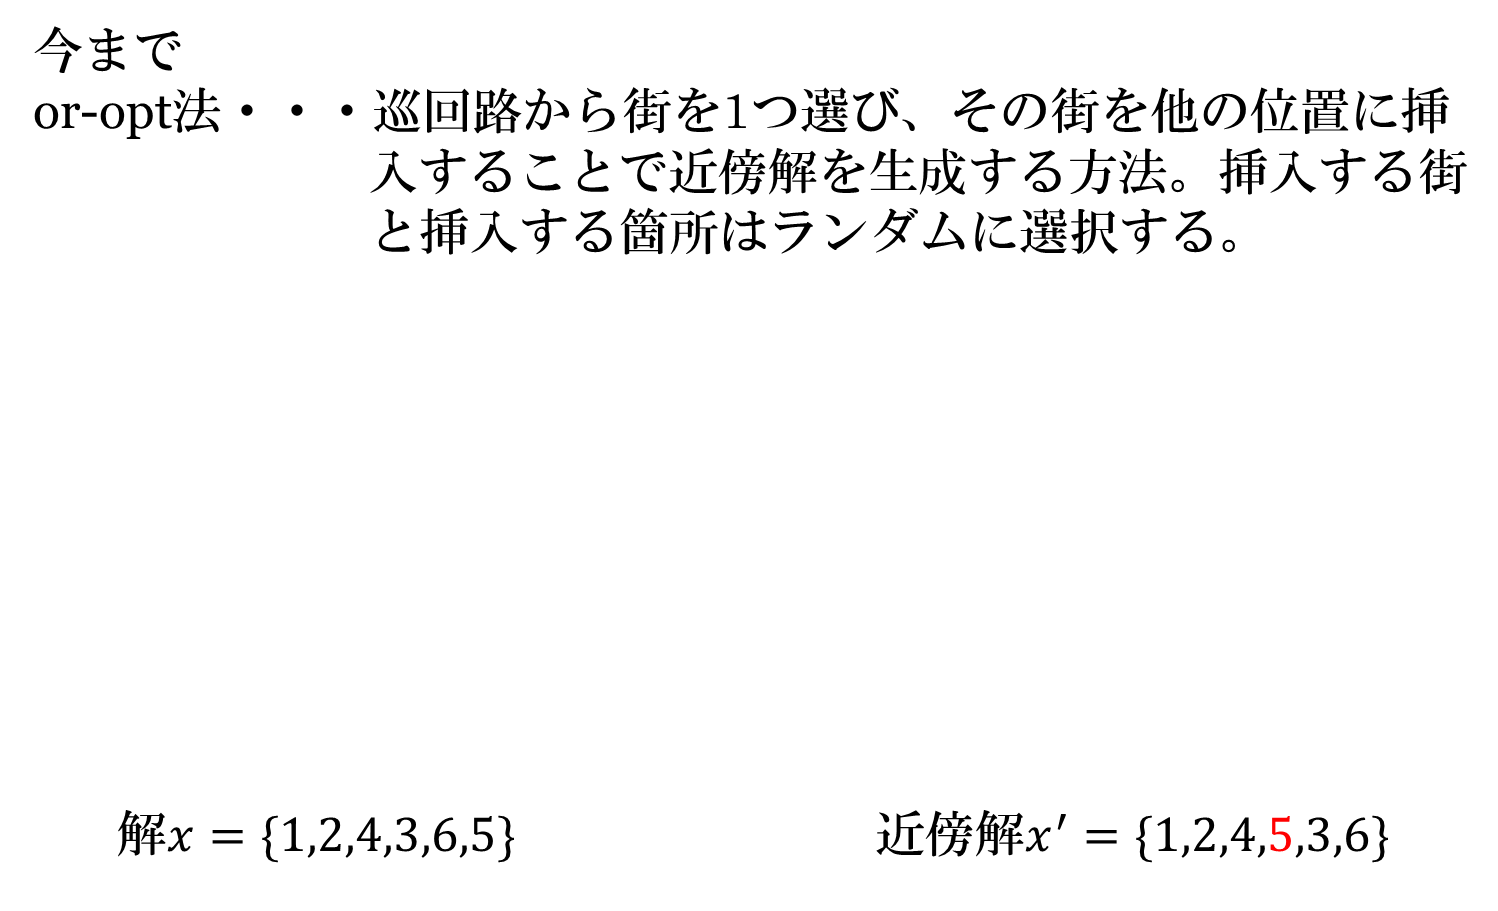 今まで
or-opt法・・・巡回路から街を1つ選び、その街を他の位置に挿
入することで近傍解を生成する方法。挿入する街
と挿入する箇所はランダムに選択する。
解x = {1,2,4,3,6,5}
近傍解x′ = {1,2,4,5,3,6}